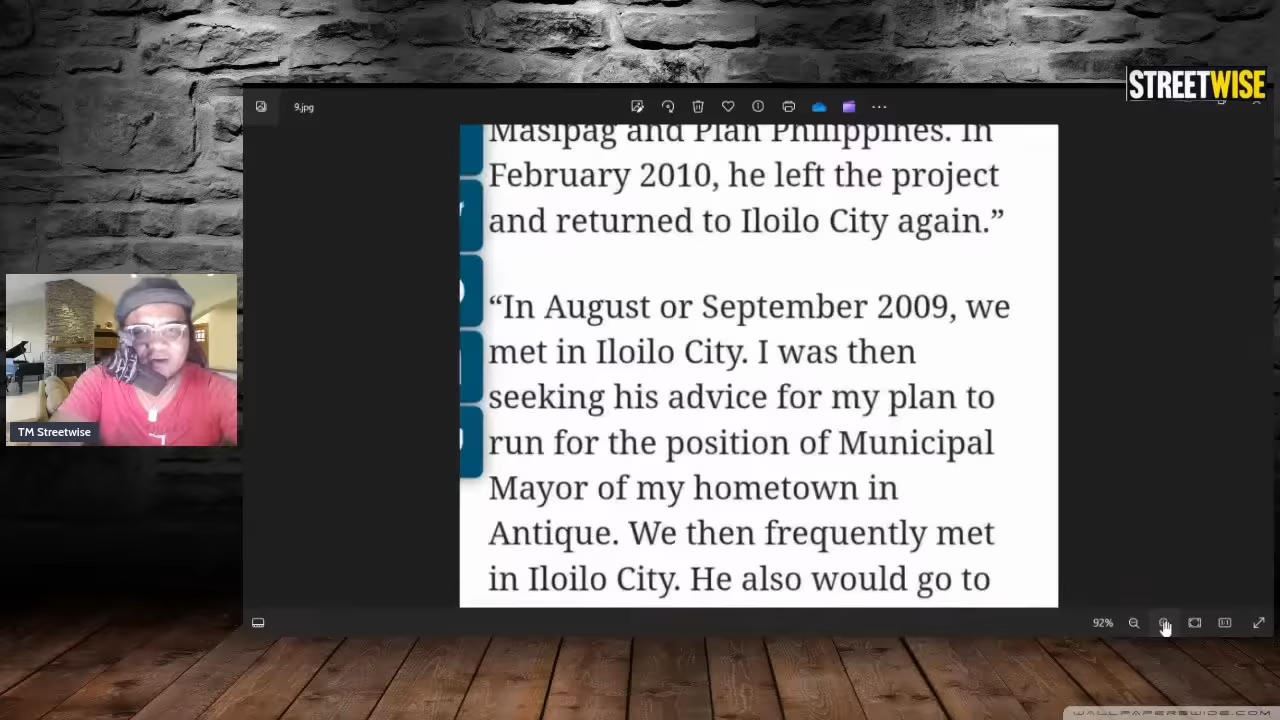 STREETWISE
9.jpg
Masipag and Plan Philippines. In
February 2010, he left the project
and returned to Iloilo City again.”
“In August or September 2009, we
met in Iloilo City. I was then
seeking his advice for my plan to
run for the position of Municipal
Mayor of my hometown in
Antique. We then frequently met
in Iloilo City. He also would go to
TM Streetwise
92%
WALLPAPERSWIDE.COM